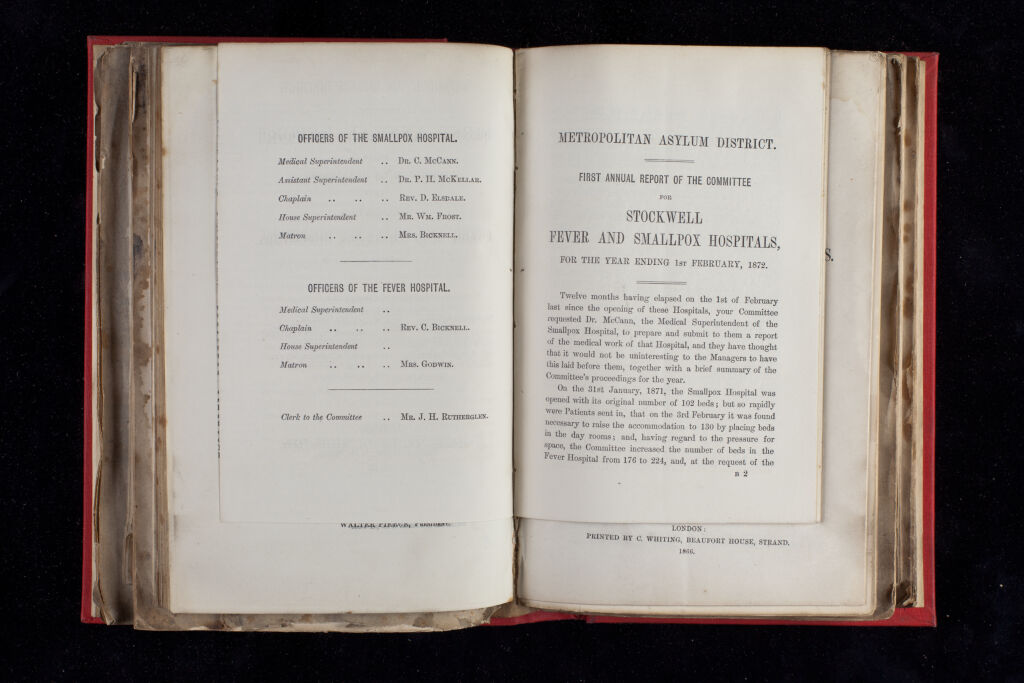 OFFICERS OF THE SMALLPOX HOSPITAL.
Medical Superintendent .. DR. C. MCCANN.
Assistant Superintendent .. DR. P. H. MCKELLAR.
Chaplain .. .. .. REV. D. ELSDALE.
House Superintendent .. MR. WM. FROST.
Matron .. .. .. MRS. BICKNELL.
OFFICERS OF THE FEVER HOSPITAL.
Medical Superintendent ..
Chaplain .. .. .. REV. C. BICKNELL.
House Superintendent ..
Matron .. .. .. MRS. GODWIN.
Clerk to the Committee .. MR. J. H. RUTHERGLEN.
WALTER PIERCE, PRESIDENT.
METROPOLITAN ASYLUM DISTRICT.
FIRST ANNUAL REPORT OF THE COMMITTEE
FOR
STOCKWELL
FEVER AND SMALLPOX HOSPITALS,
FOR THE YEAR ENDING 1ST FEBRUARY, 1872.
Twelve months having elapsed on the 1st of February
last since the opening of these Hospitals, your Committee
requested Dr. McCann, the Medical Superintendent of the
Smallpox Hospital, to prepare and submit to them a report
of the medical work of that Hospital, and they have thought
that it would not be uninteresting to the Managers to have
this laid before them, together with a brief summary of the
Committee's proceedings for the year.
On the 31st January, 1871, the Smallpox Hospital was
opened with its original number of 102 beds; but so rapidly
were Patients sent in, that on the 3rd February it was found
necessary to raise the accommodation to 130 by placing beds
in the day rooms; and, having regard to the pressure for
space, the Committee increased the number of beds in the
Fever Hospital from 176 to 224, and, at the request of the
B 2
S.
LONDON:
PRINTED BY C. WHITING, BEAUFORT HOUSE, STRAND.
1866.